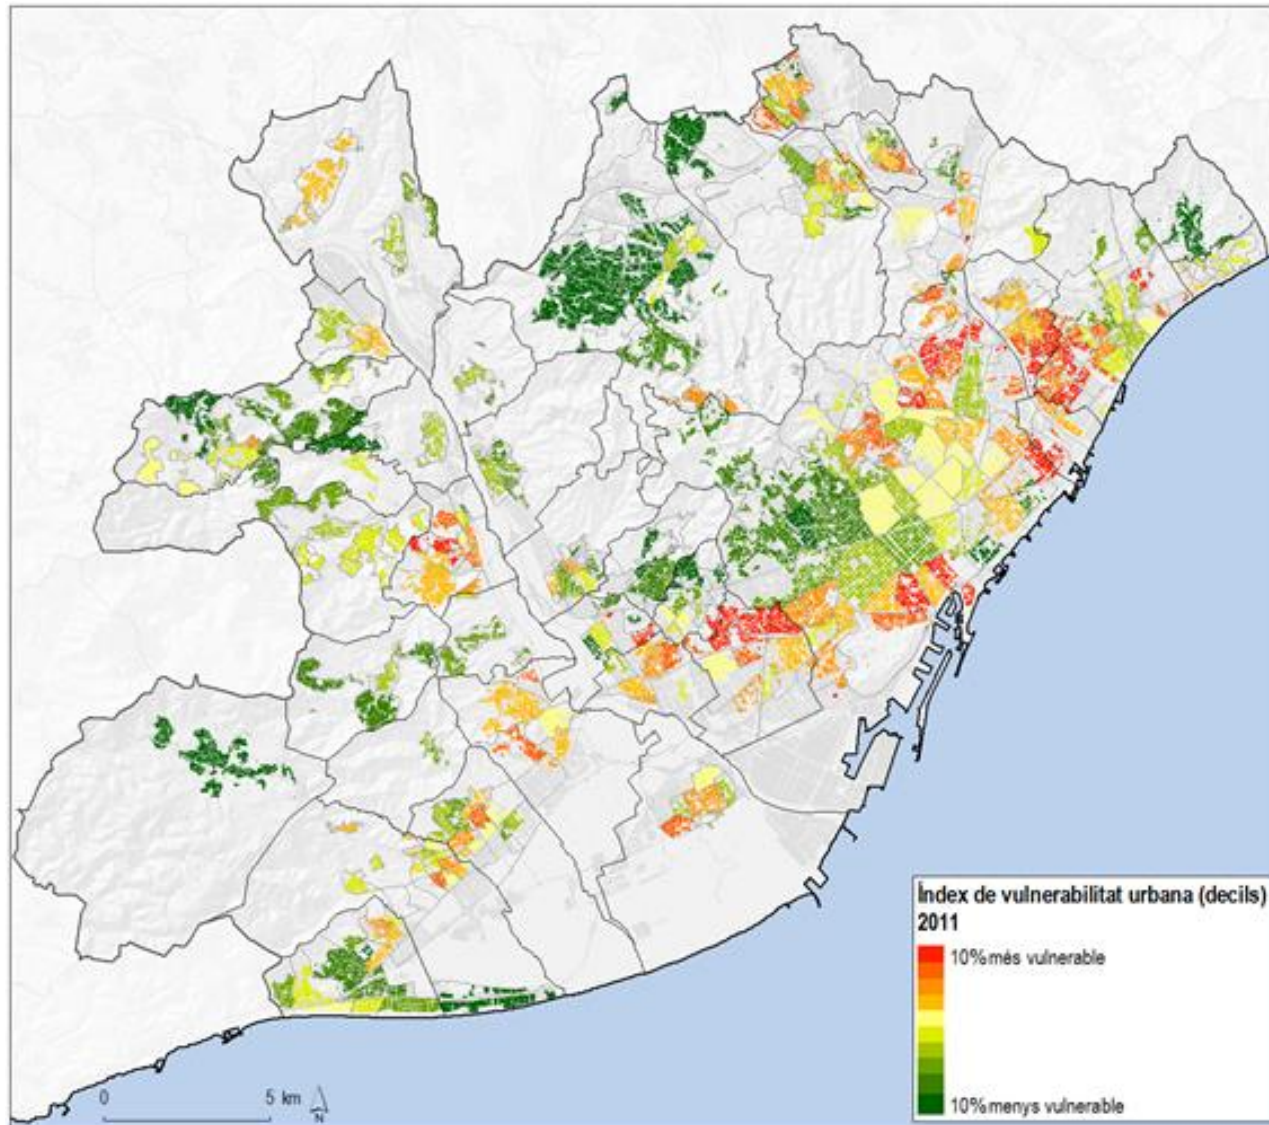 Índex de vulnerabilitat urbana (decils)
2011
10% més vulnerable
10% menys vulnerable
0 5 km
N